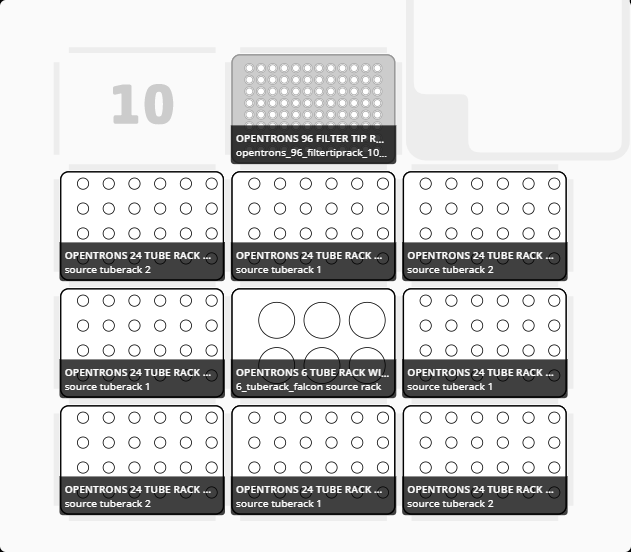 10
OPENTRONS 96 FILTER TIP R...
opentrons_96_filtertiprack_10...
OPENTRONS 24 TUBE RACK ...
source tuberack 2
OPENTRONS 24 TUBE RACK ...
source tuberack 1
OPENTRONS 24 TUBE RACK ...
source tuberack 2
OPENTRONS 24 TUBE RACK ...
source tuberack 1
OPENTRONS 6 TUBE RACK WI...
6_tuberack_falcon source rack
OPENTRONS 24 TUBE RACK ...
source tuberack 1
OPENTRONS 24 TUBE RACK ...
source tuberack 2
OPENTRONS 24 TUBE RACK ...
source tuberack 1
OPENTRONS 24 TUBE RACK ...
source tuberack 2